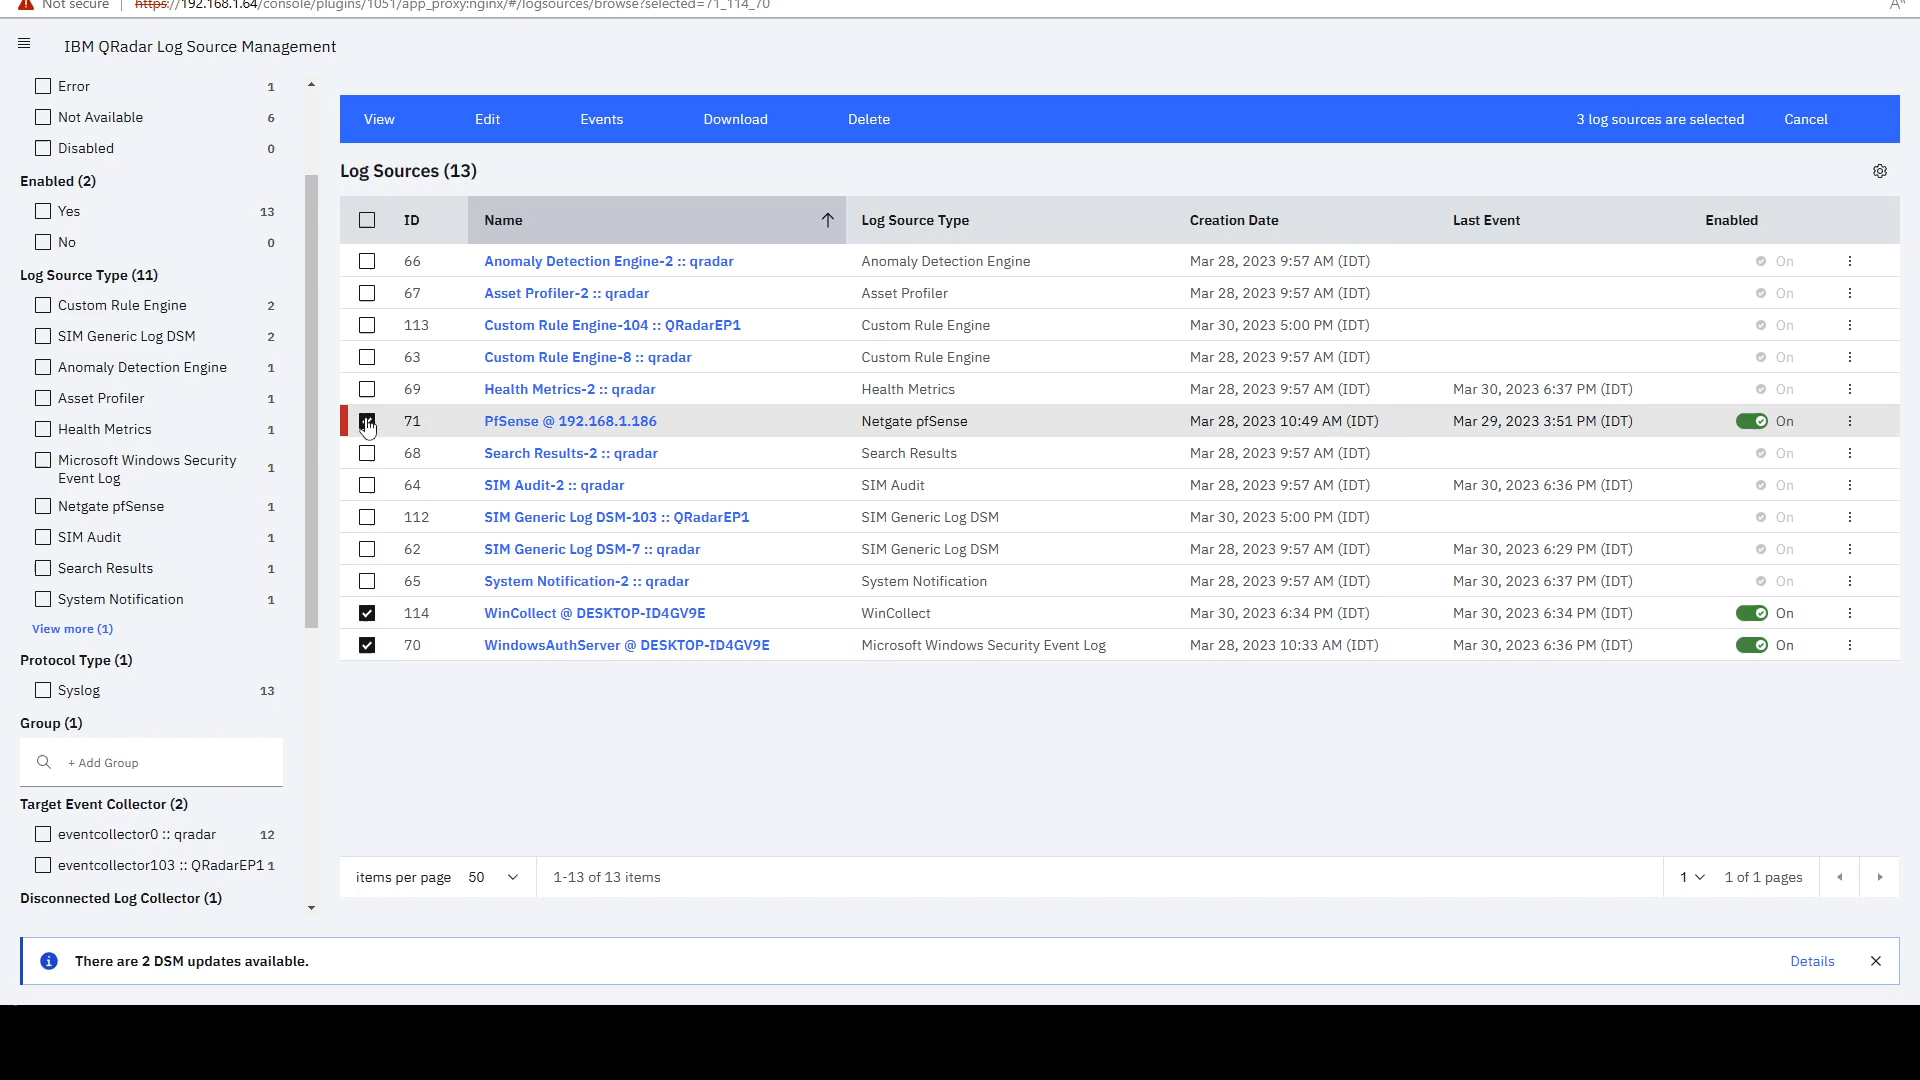 Not secure | https://192.168.1.64/console/plugins/1051/app_proxy:nginx/#/logsources/browse?selected=71_114_70
IBM QRadar Log Source Management
Error 1
Not Available 6
Disabled 0
Enabled (2)
Yes 13
No 0
Log Source Type (11)
Custom Rule Engine 2
SIM Generic Log DSM 2
Anomaly Detection Engine 1
Asset Profiler 1
Health Metrics 1
Microsoft Windows Security
Event Log 1
Netgate pfSense 1
SIM Audit 1
Search Results 1
System Notification 1
View more (1)
Protocol Type (1)
Syslog 13
Group (1)
+ Add Group
Target Event Collector (2)
eventcollector0 :: qradar 12
eventcollector103 :: QRadarEP1 1
Disconnected Log Collector (1)
View Edit Events Download Delete 3 log sources are selected Cancel
Log Sources (13)
ID Name Log Source Type Creation Date Last Event Enabled
66 Anomaly Detection Engine-2 :: qradar Anomaly Detection Engine Mar 28, 2023 9:57 AM (IDT) On
67 Asset Profiler-2 :: qradar Asset Profiler Mar 28, 2023 9:57 AM (IDT) On
113 Custom Rule Engine-104 :: QRadarEP1 Custom Rule Engine Mar 30, 2023 5:00 PM (IDT) On
63 Custom Rule Engine-8 :: qradar Custom Rule Engine Mar 28, 2023 9:57 AM (IDT) On
69 Health Metrics-2 :: qradar Health Metrics Mar 28, 2023 9:57 AM (IDT) Mar 30, 2023 6:37 PM (IDT) On
71 PfSense @ 192.168.1.186 Netgate pfSense Mar 28, 2023 10:49 AM (IDT) Mar 29, 2023 3:51 PM (IDT) On
68 Search Results-2 :: qradar Search Results Mar 28, 2023 9:57 AM (IDT) On
64 SIM Audit-2 :: qradar SIM Audit Mar 28, 2023 9:57 AM (IDT) Mar 30, 2023 6:36 PM (IDT) On
112 SIM Generic Log DSM-103 :: QRadarEP1 SIM Generic Log DSM Mar 30, 2023 5:00 PM (IDT) On
62 SIM Generic Log DSM-7 :: qradar SIM Generic Log DSM Mar 28, 2023 9:57 AM (IDT) Mar 30, 2023 6:29 PM (IDT) On
65 System Notification-2 :: qradar System Notification Mar 28, 2023 9:57 AM (IDT) Mar 30, 2023 6:37 PM (IDT) On
114 WinCollect @ DESKTOP-ID4GV9E WinCollect Mar 30, 2023 6:34 PM (IDT) Mar 30, 2023 6:34 PM (IDT) On
70 WindowsAuthServer @ DESKTOP-ID4GV9E Microsoft Windows Security Event Log Mar 28, 2023 10:33 AM (IDT) Mar 30, 2023 6:36 PM (IDT) On
items per page 50 1-13 of 13 items 1 1 of 1 pages
There are 2 DSM updates available. Details